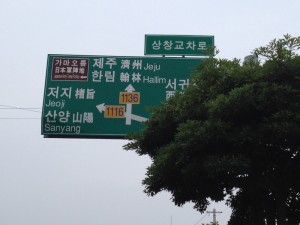 상창교차로
가마오름
日本軍陣地
제주 濟州 Jeju
한림 翰林 Hallim
서귀
저지 楮旨
Jeoji
산양 山陽
Sanyang
1136
1116